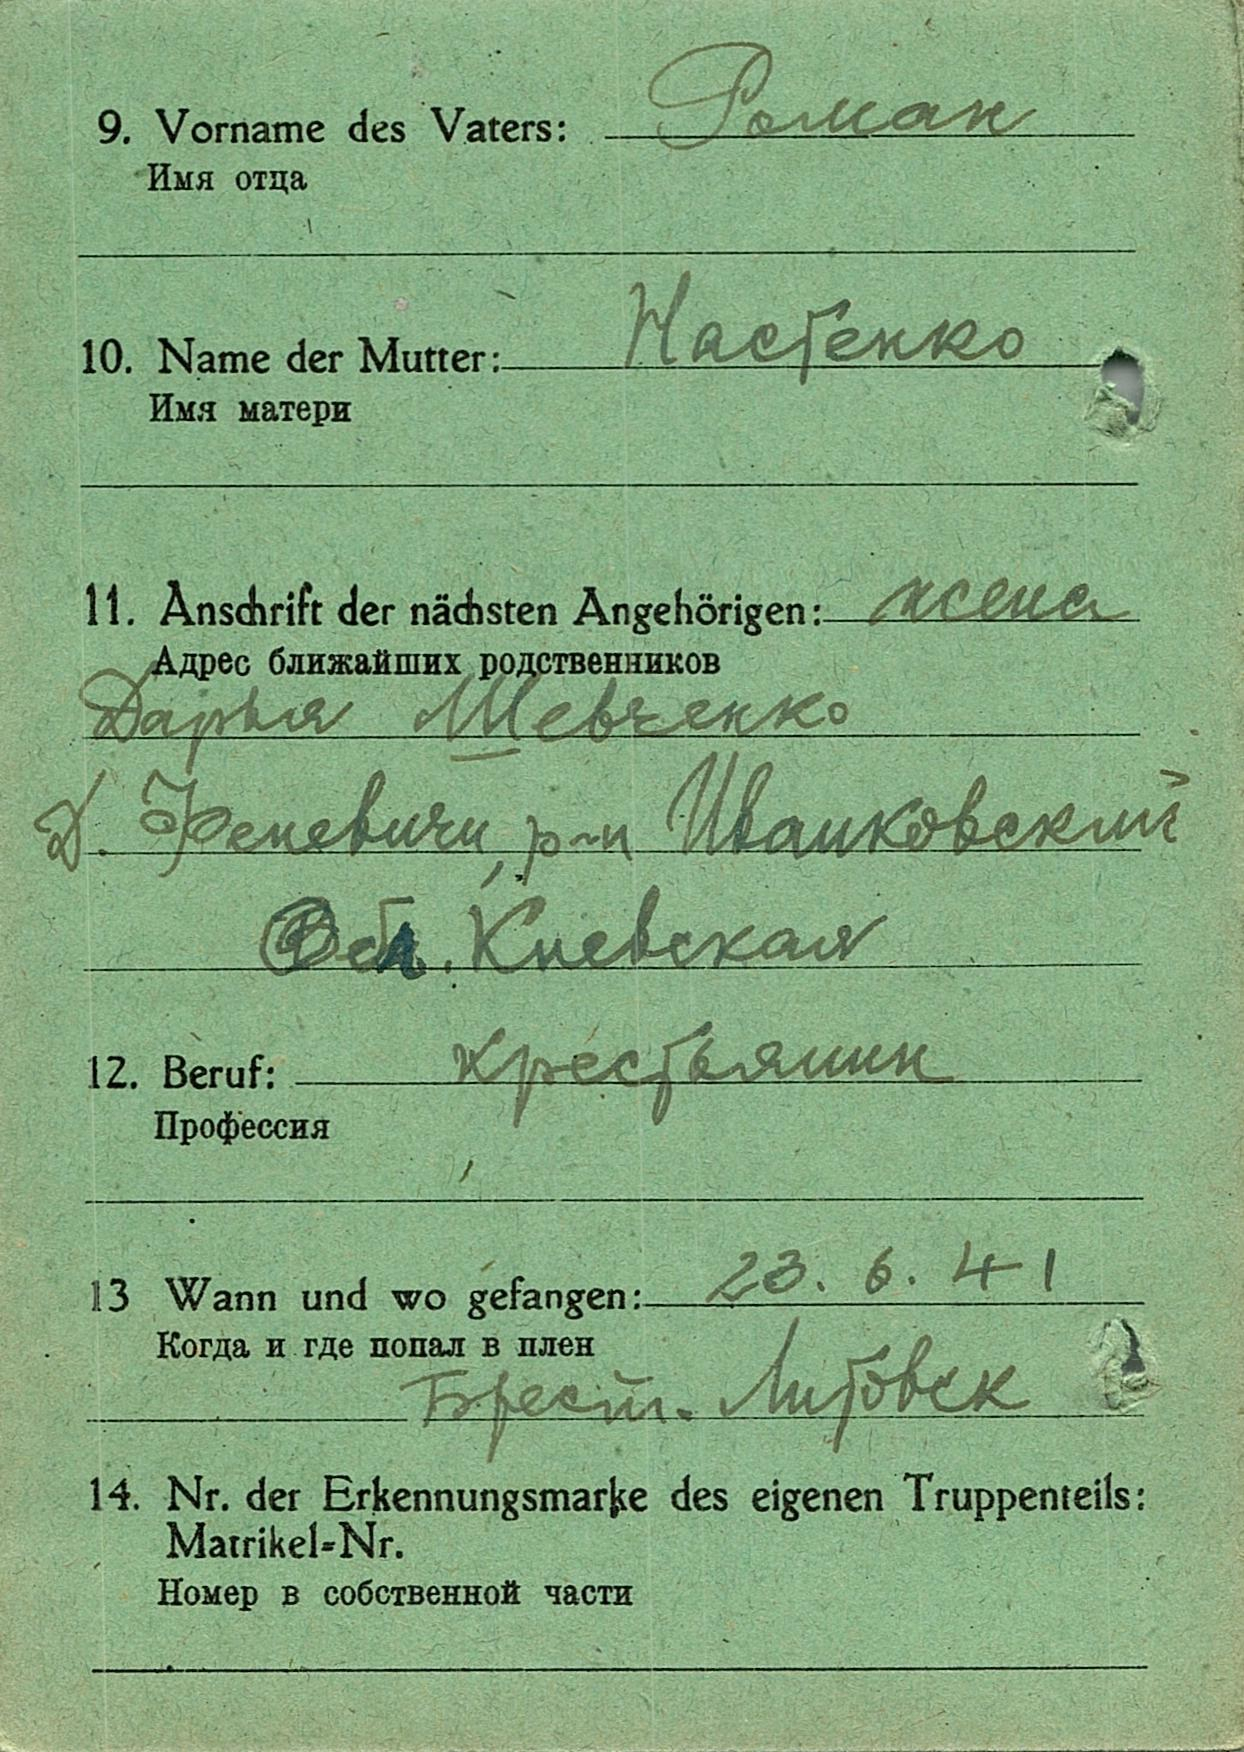 9. Vorname des Vaters: Роман
Имя отца
10. Name der Mutter: Настенко
Имя матери
11. Anschrift der nächsten Angehörigen: жена
Адрес ближайших родственников
Дарья Шевченко
Д. Феневичи, р-н Иванковский
Обл. Киевская
12. Beruf: крестьянин
Профессия
13 Wann und wo gefangen: 23. 6. 41
Когда и где попал в плен
Брест. Литовск
14. Nr. der Erkennungsmarke des eigenen Truppenteils:
Matrikel-Nr.
Номер в собственной части